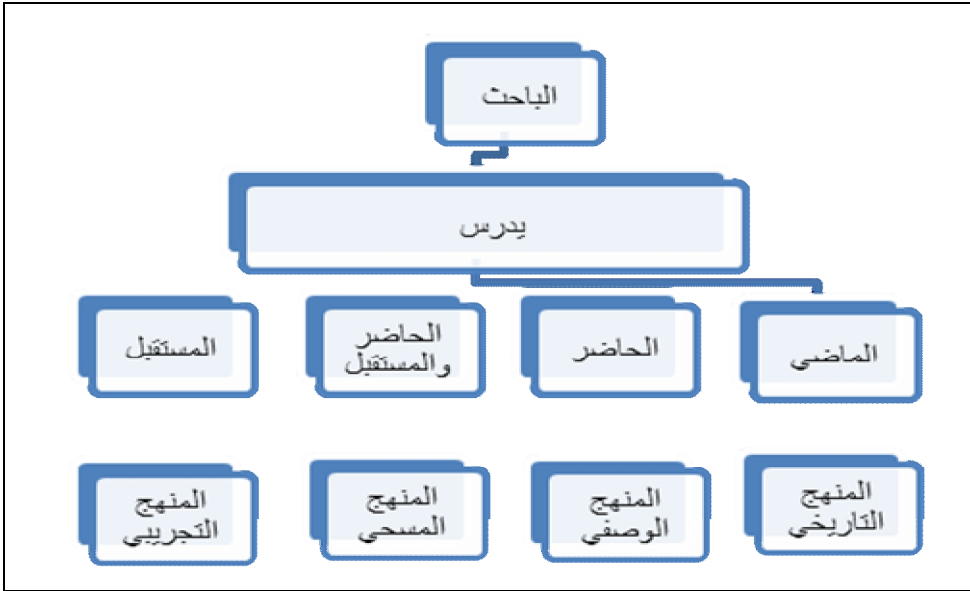 الباحث
يدرس
الماضي
الحاضر
الحاضر
والمستقبل
المستقبل
المنهج
التاريخي
المنهج
الوصفي
المنهج
المسحي
المنهج
التجريبي